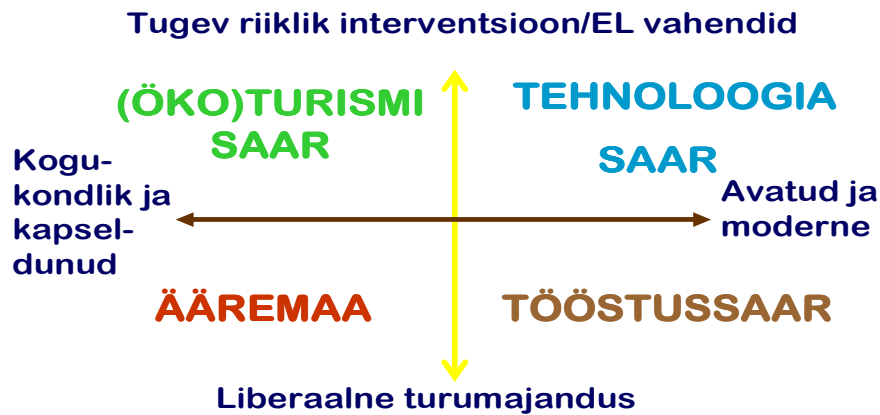 Tugev riiklik interventsioon/EL vahendid
(ÖKO)TURISMI
SAAR
TEHNOLOOGIA
SAAR
Kogu-
kondlik ja
kapsel-
dunud
Avatud ja
moderne
ÄÄREMAA
TÖÖSTUSSAAR
Liberaalne turumajandus